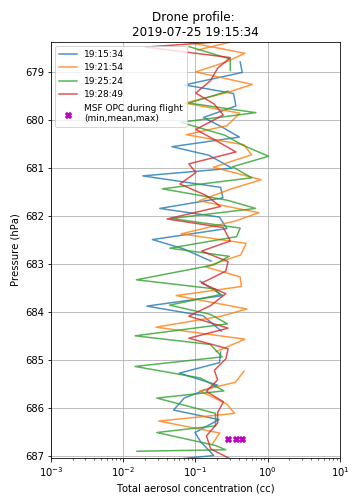 Drone profile:
2019-07-25 19:15:34
19:15:34
19:21:54
19:25:24
19:28:49
MSF OPC during flight
(min,mean,max)
Pressure (hPa)
679
680
681
682
683
684
685
686
687
10⁻³ 10⁻² 10⁻¹ 10⁰ 10¹
Total aerosol concentration (cc)